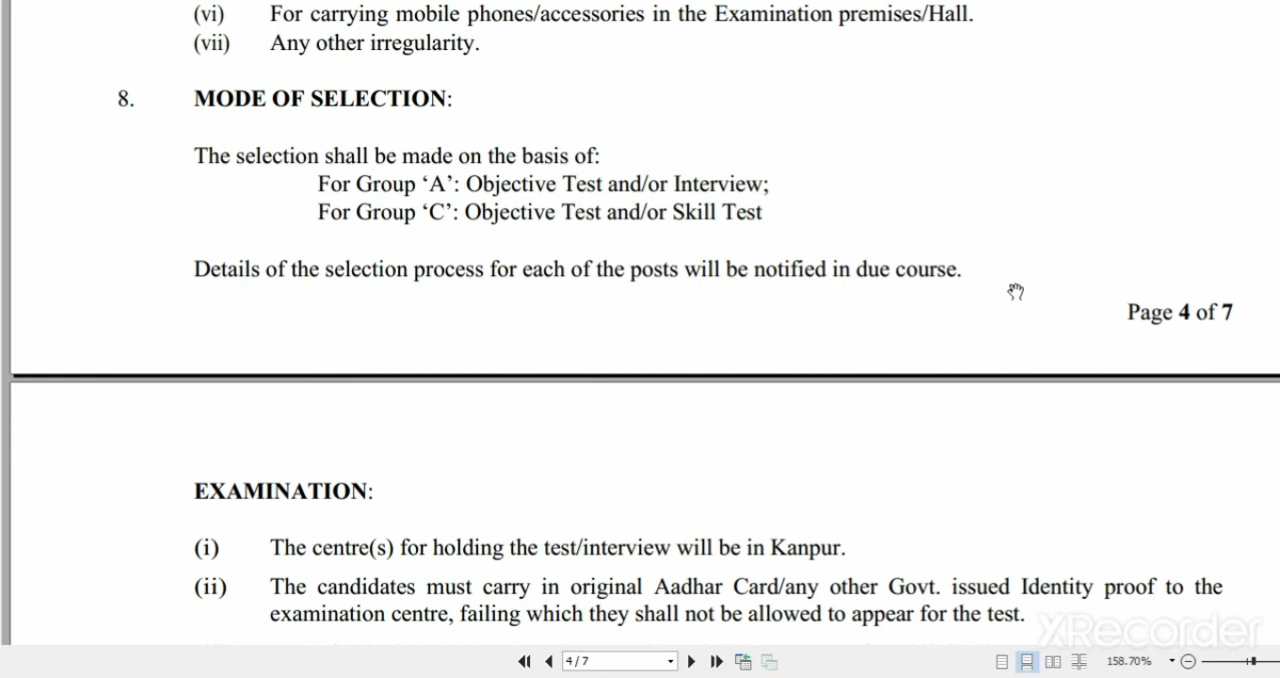 (vi) For carrying mobile phones/accessories in the Examination premises/Hall.
(vii) Any other irregularity.
8. MODE OF SELECTION:
The selection shall be made on the basis of:
For Group ‘A’: Objective Test and/or Interview;
For Group ‘C’: Objective Test and/or Skill Test
Details of the selection process for each of the posts will be notified in due course.
Page 4 of 7
EXAMINATION:
(i) The centre(s) for holding the test/interview will be in Kanpur.
(ii) The candidates must carry in original Aadhar Card/any other Govt. issued Identity proof to the
examination centre, failing which they shall not be allowed to appear for the test.
XRecorder
4/7
158.70%